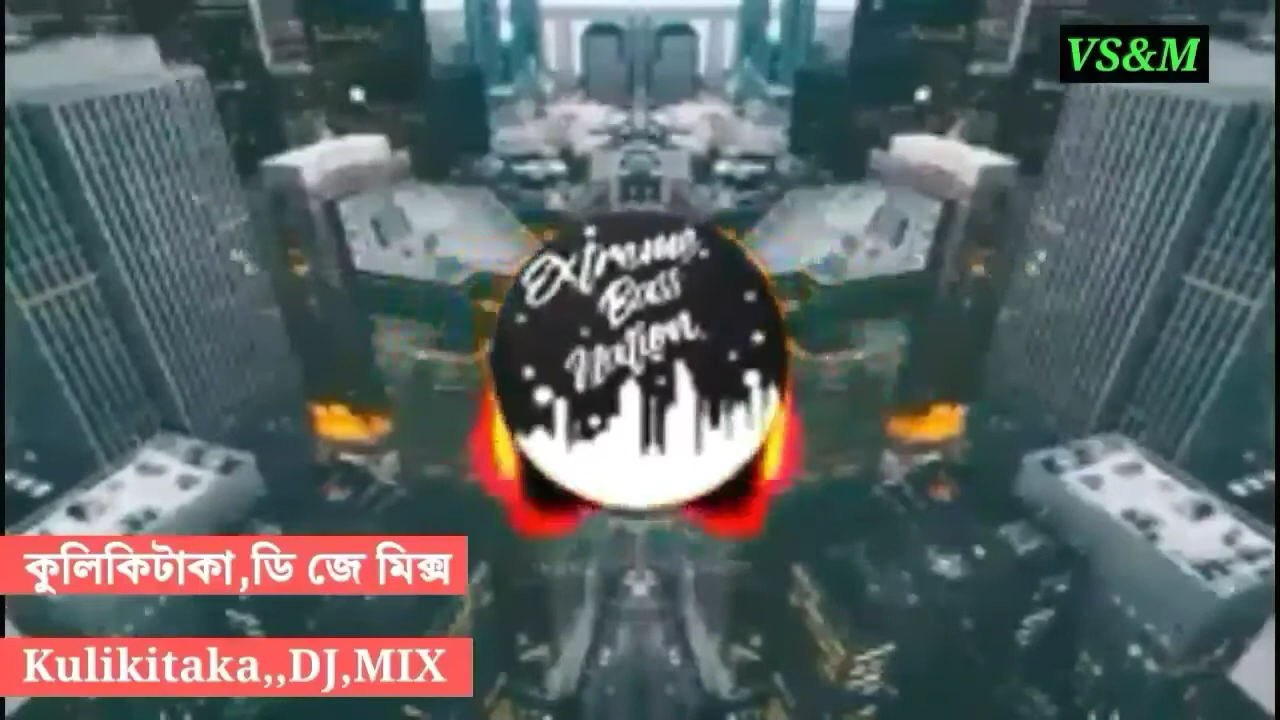 VS&M
Extreme.
Bass
Nation.
কুলিকিটাকা,ডি জে মিক্স
Kulikitaka,,DJ,MIX